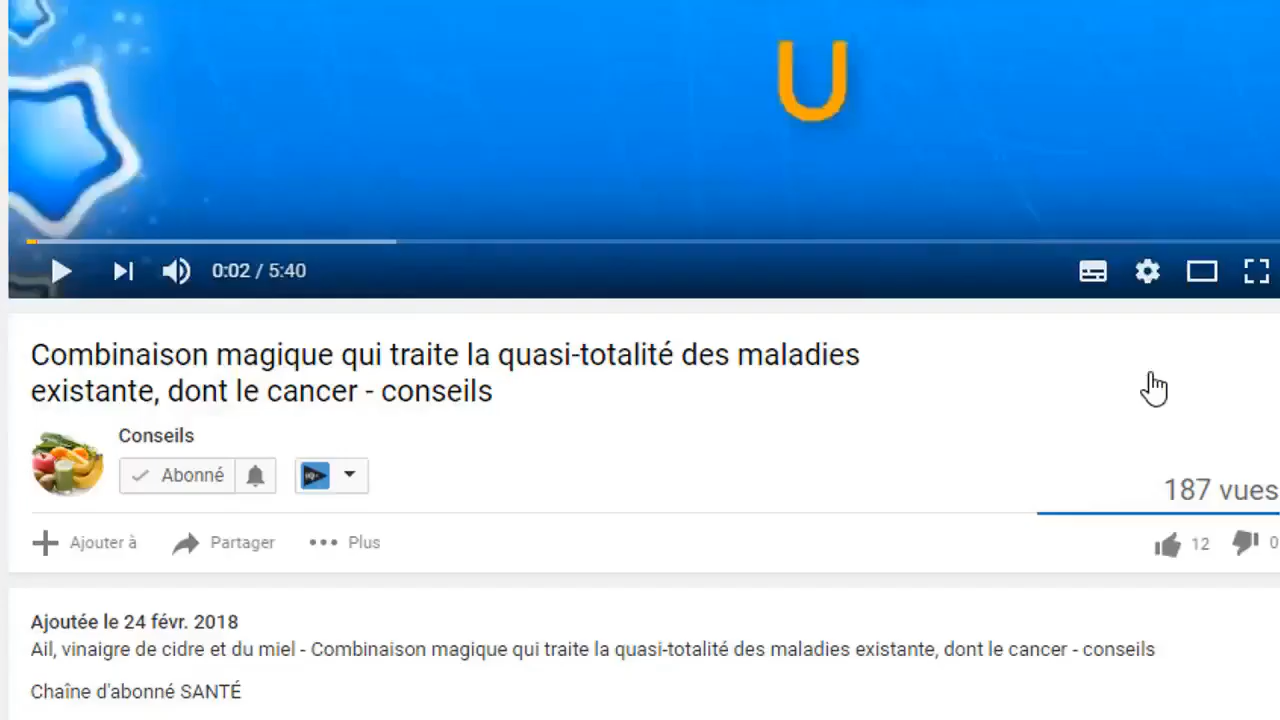 U
0:02 / 5:40
Combinaison magique qui traite la quasi-totalité des maladies
existante, dont le cancer - conseils
Conseils
Abonné
187 vues
Ajouter à
Partager
Plus
12
0
Ajoutée le 24 févr. 2018
Ail, vinaigre de cidre et du miel - Combinaison magique qui traite la quasi-totalité des maladies existante, dont le cancer - conseils
Chaîne d'abonné SANTÉ